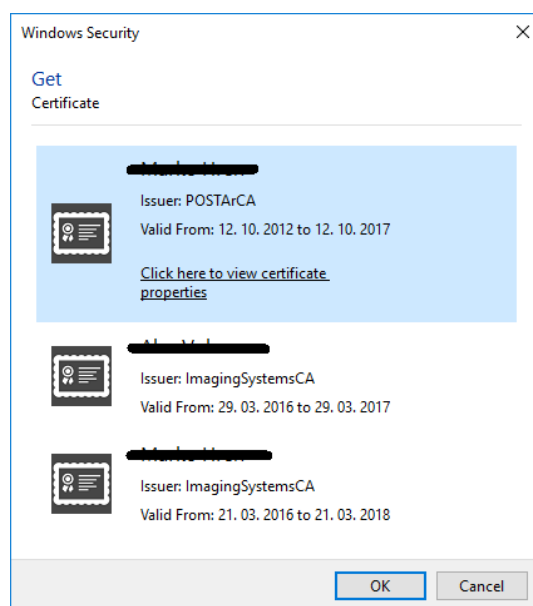 Windows Security
Get
Certificate
Issuer: POSTArCA
Valid From: 12. 10. 2012 to 12. 10. 2017
Click here to view certificate
properties
Issuer: ImagingSystemsCA
Valid From: 29. 03. 2016 to 29. 03. 2017
Issuer: ImagingSystemsCA
Valid From: 21. 03. 2016 to 21. 03. 2018
OK
Cancel